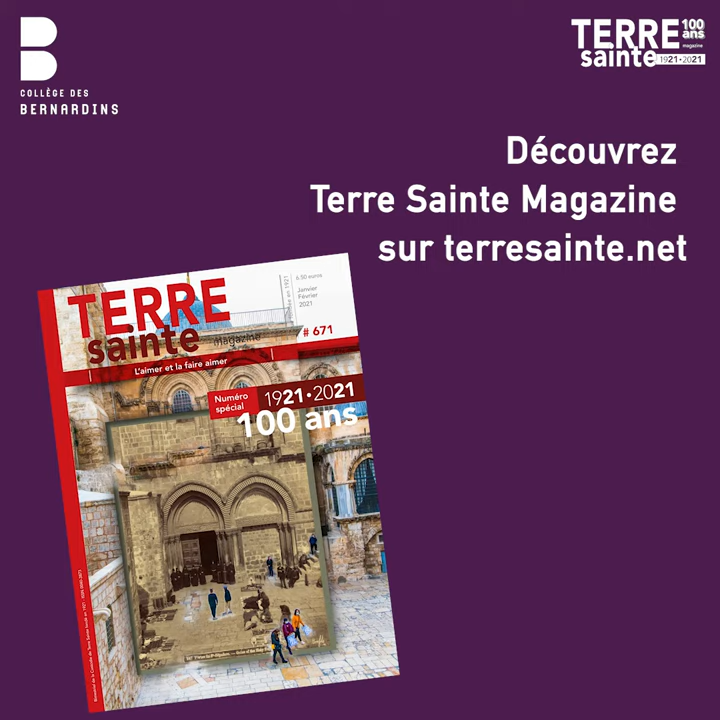 COLLÈGE DES
BERNARDINS
TERRE 100 ans
magazine
sainte 1921•2021
Découvrez
Terre Sainte Magazine
sur terresainte.net
TERRE
sainte magazine
6.50 euros
Janvier
Février
2021
# 671
L'aimer et la faire aimer
Numéro
spécial
1921•2021
100 ans